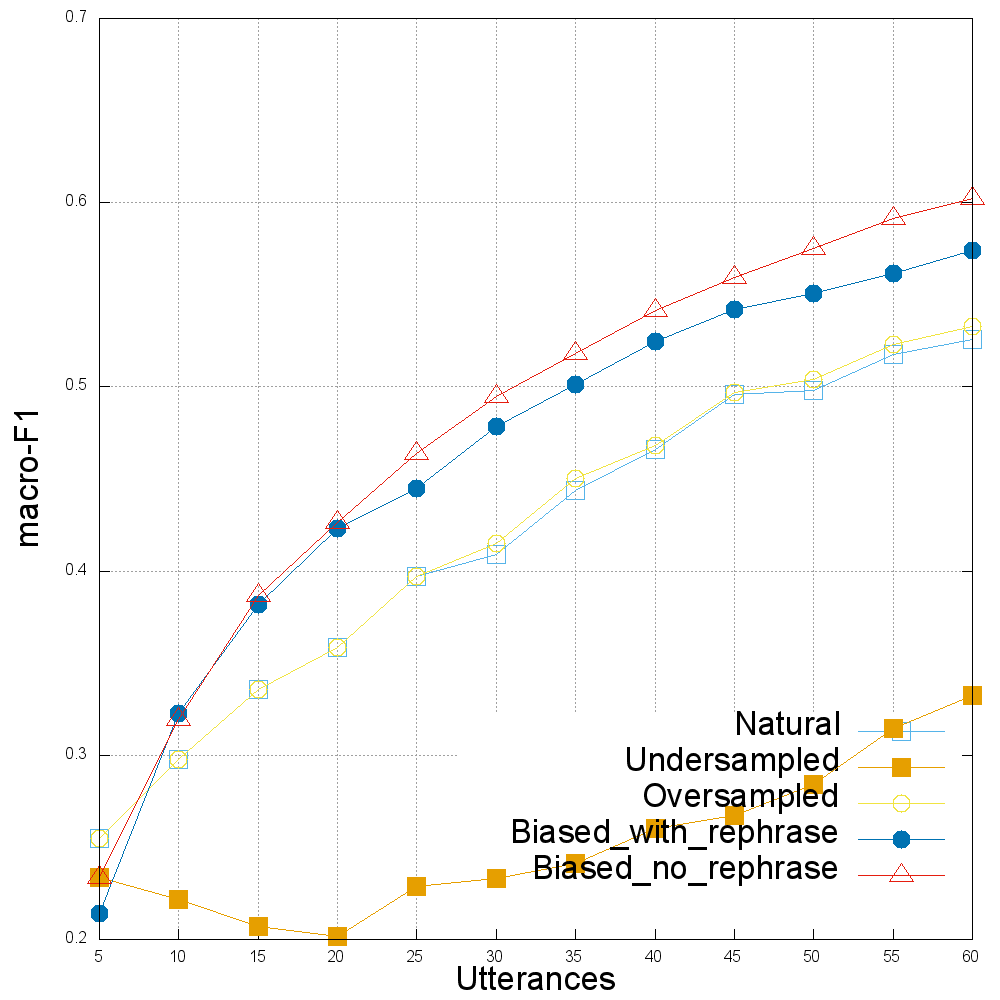 0.7
0.6
0.5
0.4
0.3
0.2
macro-F1
Natural
Undersampled
Oversampled
Biased_with_rephrase
Biased_no_rephrase
5 10 15 20 25 30 35 40 45 50 55 60
Utterances